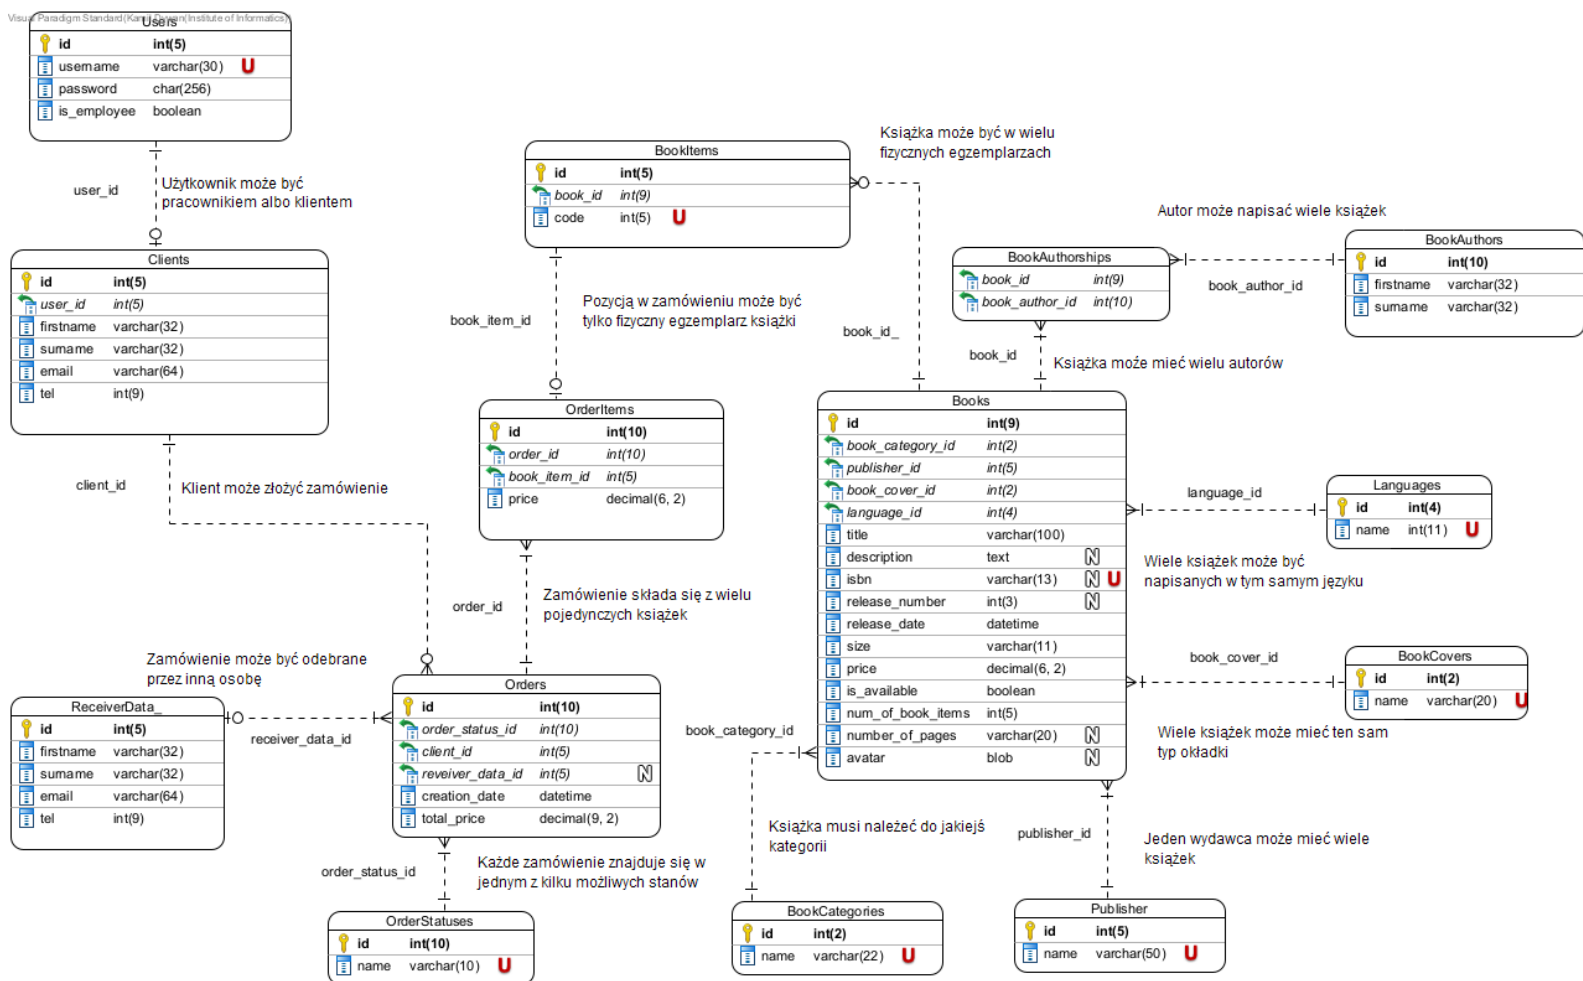 Visual Paradigm Standard(Kamil Dywan(Institute of Informatics))
Users
id int(5)
username varchar(30) U
password char(256)
is_employee boolean
user_id
Użytkownik może być
pracownikiem albo klientem
Clients
id int(5)
user_id int(5)
firstname varchar(32)
surname varchar(32)
email varchar(64)
tel int(9)
client_id
Klient może złożyć zamówienie
BookItems
id int(5)
book_id int(9)
code int(5) U
Książka może być w wielu
fizycznych egzemplarzach
book_item_id
Pozycją w zamówieniu może być
tylko fizyczny egzemplarz książki
book_id_
Autor może napisać wiele książek
BookAuthorships
book_id int(9)
book_author_id int(10)
book_author_id
BookAuthors
id int(10)
firstname varchar(32)
surname varchar(32)
book_id
Książka moźe mieć wielu autorów
OrderItems
id int(10)
order_id int(10)
book_item_id int(5)
price decimal(6, 2)
order_id
Zamówienie składa się z wielu
pojedynczych książek
Books
id int(9)
book_category_id int(2)
publisher_id int(5)
book_cover_id int(2)
language_id int(4)
title varchar(100)
description text N
isbn varchar(13) N U
release_number int(3) N
release_date datetime
size varchar(11)
price decimal(6, 2)
is_available boolean
num_of_book_items int(5)
number_of_pages varchar(20) N
avatar blob N
language_id
Languages
id int(4)
name int(11) U
Wiele książek może być
napisanych w tym samym języku
book_cover_id
BookCovers
id int(2)
name varchar(20) U
Wiele książek może mieć ten sam
typ okładki
Zamówienie może być odebrane
przez inną osobę
ReceiverData_
id int(5)
firstname varchar(32)
surname varchar(32)
email varchar(64)
tel int(9)
receiver_data_id
Orders
id int(10)
order_status_id int(10)
client_id int(5)
reveiver_data_id int(5) N
creation_date datetime
total_price decimal(9, 2)
order_status_id
Każde zamówienie znajduje się w
jednym z kilku możliwych stanów
OrderStatuses
id int(10)
name varchar(10) U
book_category_id
Książka musi należeć do jakiejś
kategorii
BookCategories
id int(2)
name varchar(22) U
publisher_id
Jeden wydawca może mieć wiele
książek
Publisher
id int(5)
name varchar(50) U